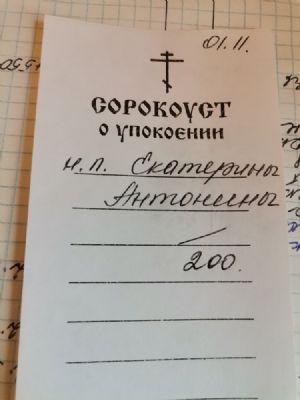 01.11.
СОРОКОУСТ
О УПОКОЕНИИ
н.п. Екатерины
Антонины
200.